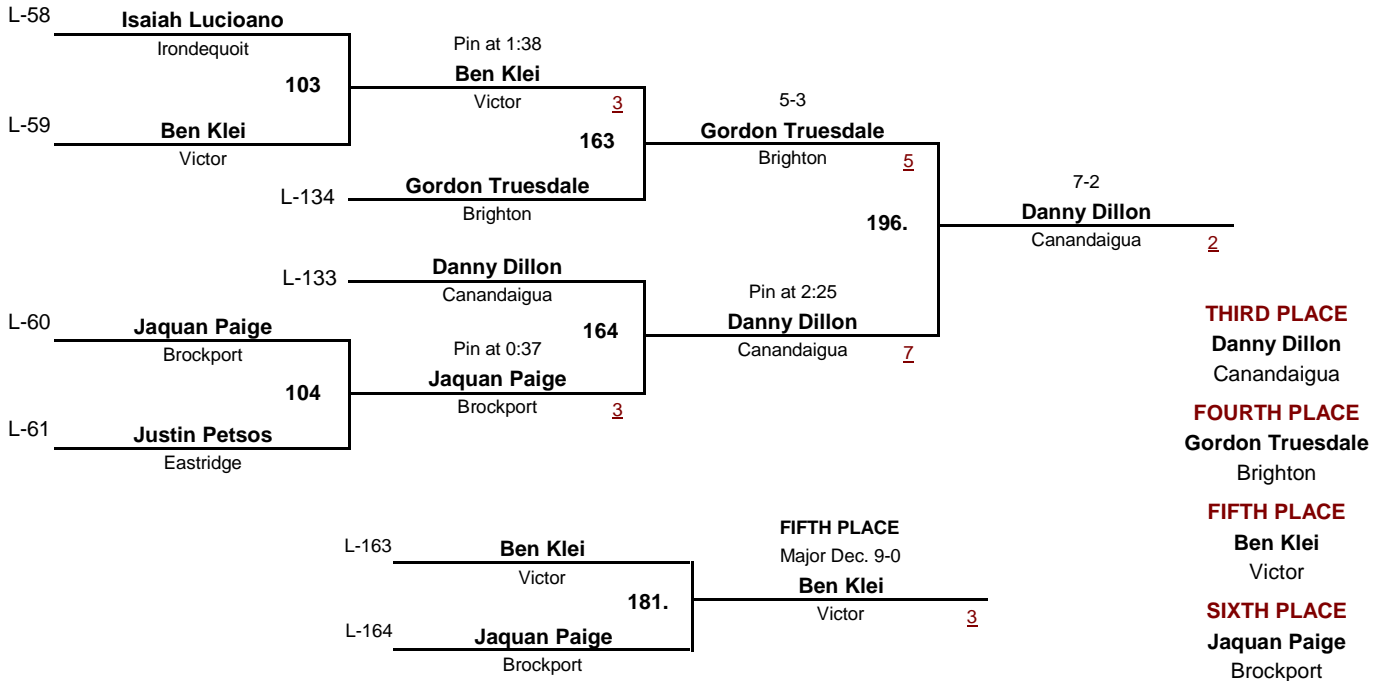 L-58
Isaiah Lucioano
Irondequoit
103
L-59
Ben Klei
Victor
Pin at 1:38
Ben Klei
Victor
3
163
L-134
Gordon Truesdale
Brighton
5-3
Gordon Truesdale
Brighton
5
196.
7-2
Danny Dillon
Canandaigua
2
L-133
Danny Dillon
Canandaigua
164
Pin at 2:25
Danny Dillon
Canandaigua
7
L-60
Jaquan Paige
Brockport
104
Pin at 0:37
Jaquan Paige
Brockport
3
L-61
Justin Petsos
Eastridge
THIRD PLACE
Danny Dillon
Canandaigua
FOURTH PLACE
Gordon Truesdale
Brighton
FIFTH PLACE
Ben Klei
Victor
SIXTH PLACE
Jaquan Paige
Brockport
L-163
Ben Klei
Victor
181.
L-164
Jaquan Paige
Brockport
FIFTH PLACE
Major Dec. 9-0
Ben Klei
Victor
3